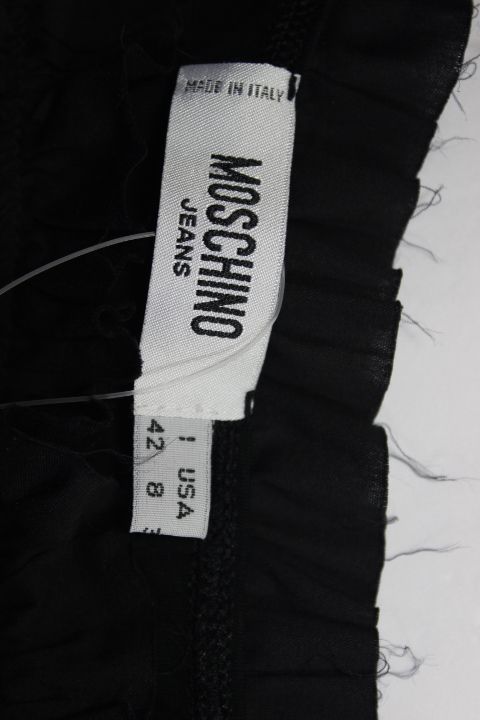 MADE IN ITALY
MOSCHINO
JEANS
I USA
42 8